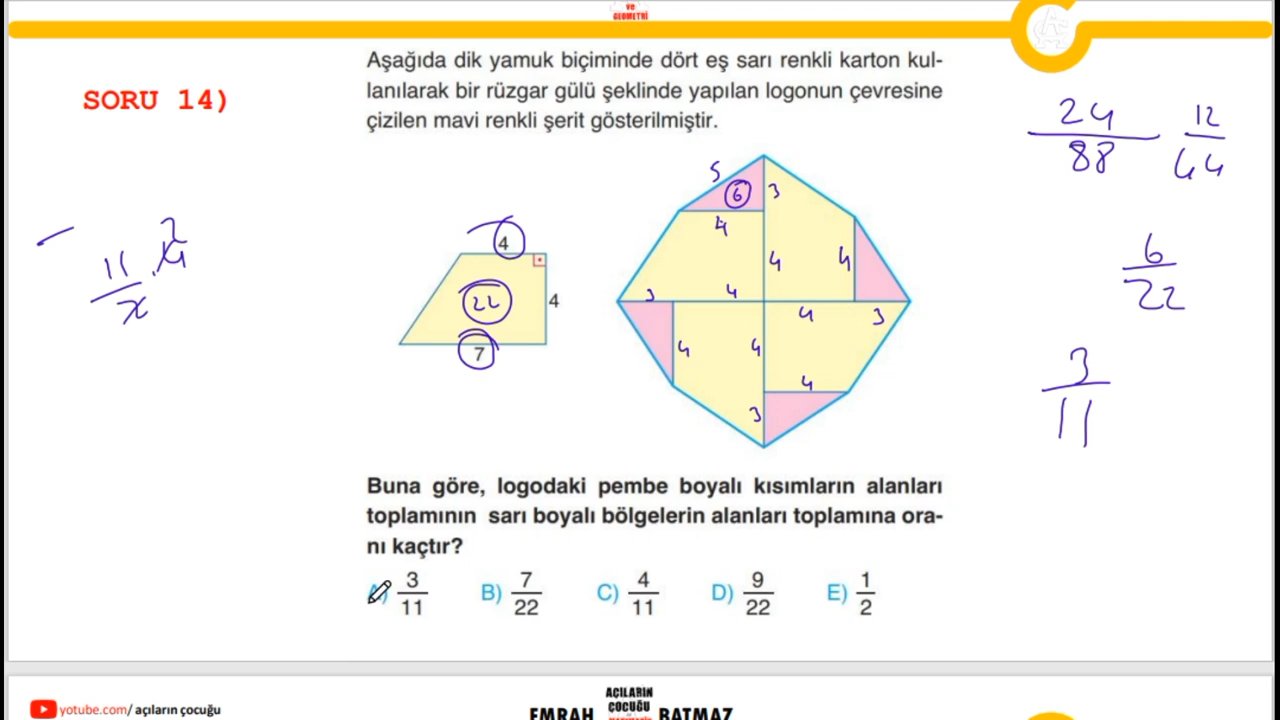 VE
GEOMETRİ
SORU 14)
Aşağıda dik yamuk biçiminde dört eş sarı renkli karton kul-
lanılarak bir rüzgar gülü şeklinde yapılan logonun çevresine
çizilen mavi renkli şerit gösterilmiştir.
24
88
12
44
6
22
3
11
11
x
. 4
2
4
22
4
7
5
6
3
4
4
4
3
4
4
3
4
4
4
4
3
Buna göre, logodaki pembe boyalı kısımların alanları
toplamının sarı boyalı bölgelerin alanları toplamına ora-
nı kaçtır?
A) 3/11 B) 7/22 C) 4/11 D) 9/22 E) 1/2
yotube.com/ açıların çocuğu
EMRAH
AÇILARIN
ÇOCUĞU
BATMAZ